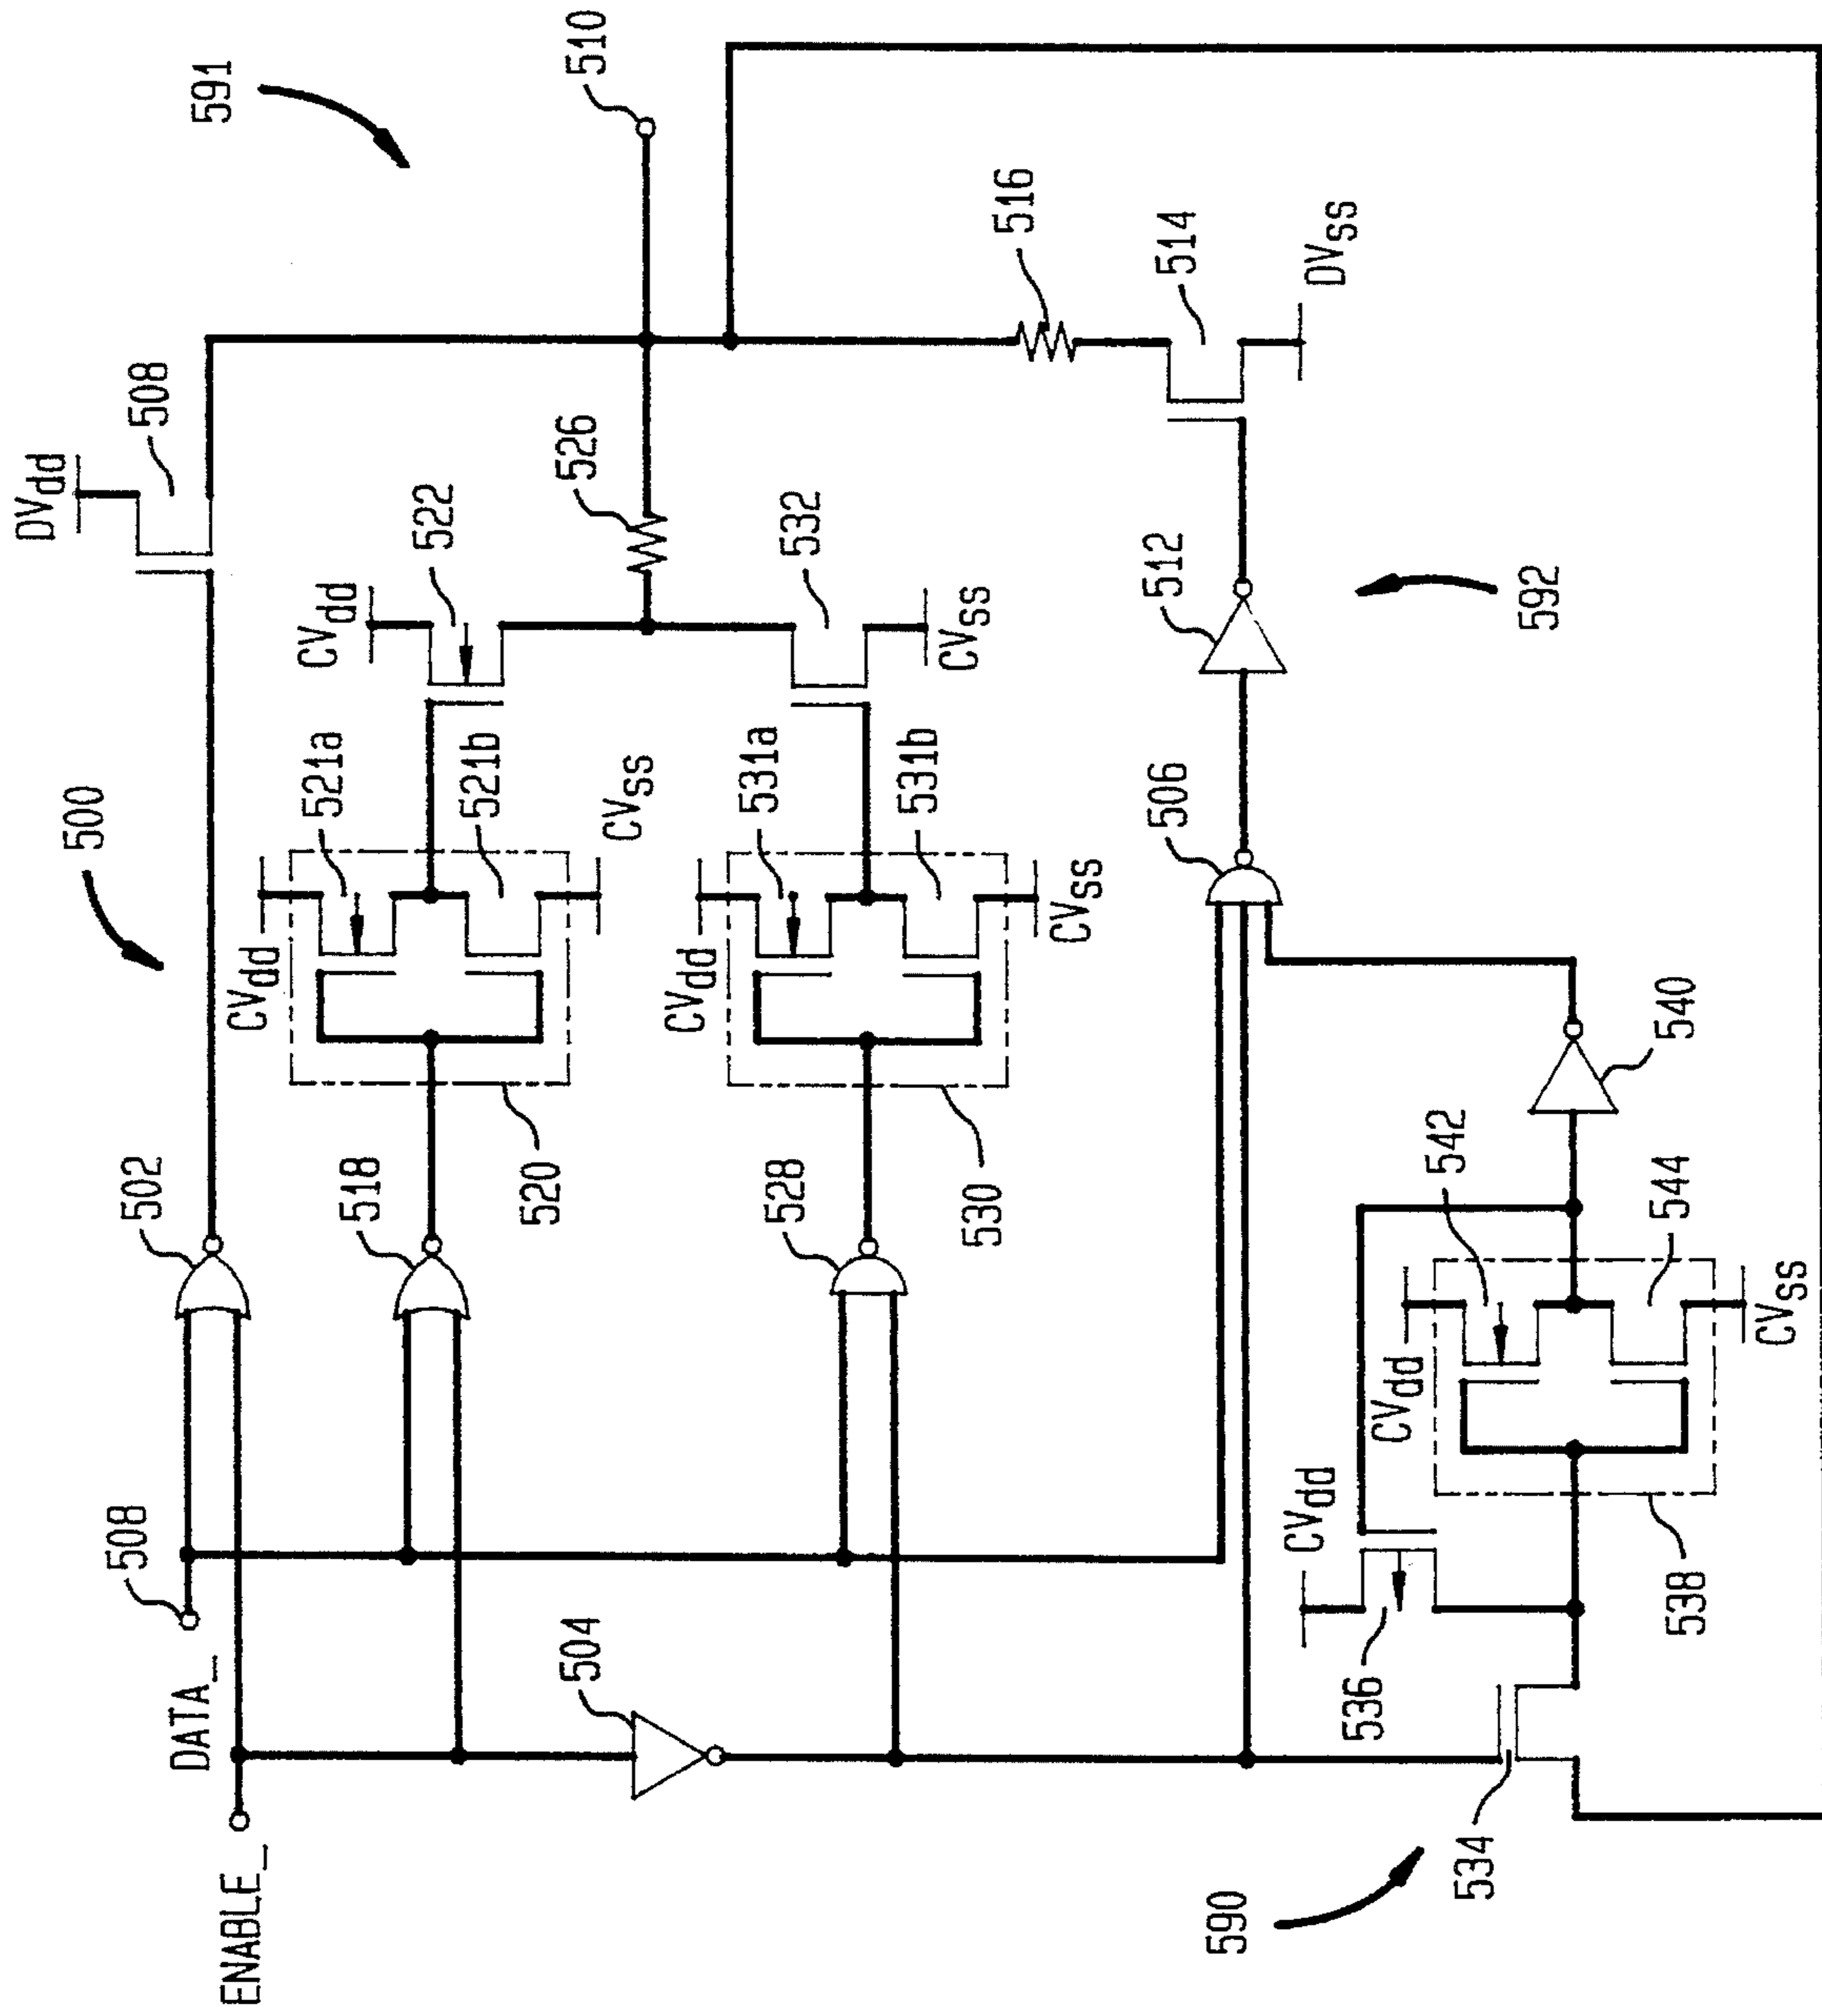 591
510
DVdd
508
516
514
DVss
500
CVdd
522
526
521a
521b
CVss
532
CVss
512
592
CVdd
531a
531b
CVss
CVdd
506
502
518
520
528
530
540
542
544
CVdd
CVss
508
DATA_
ENABLE_
504
CVdd
536
538
534
590